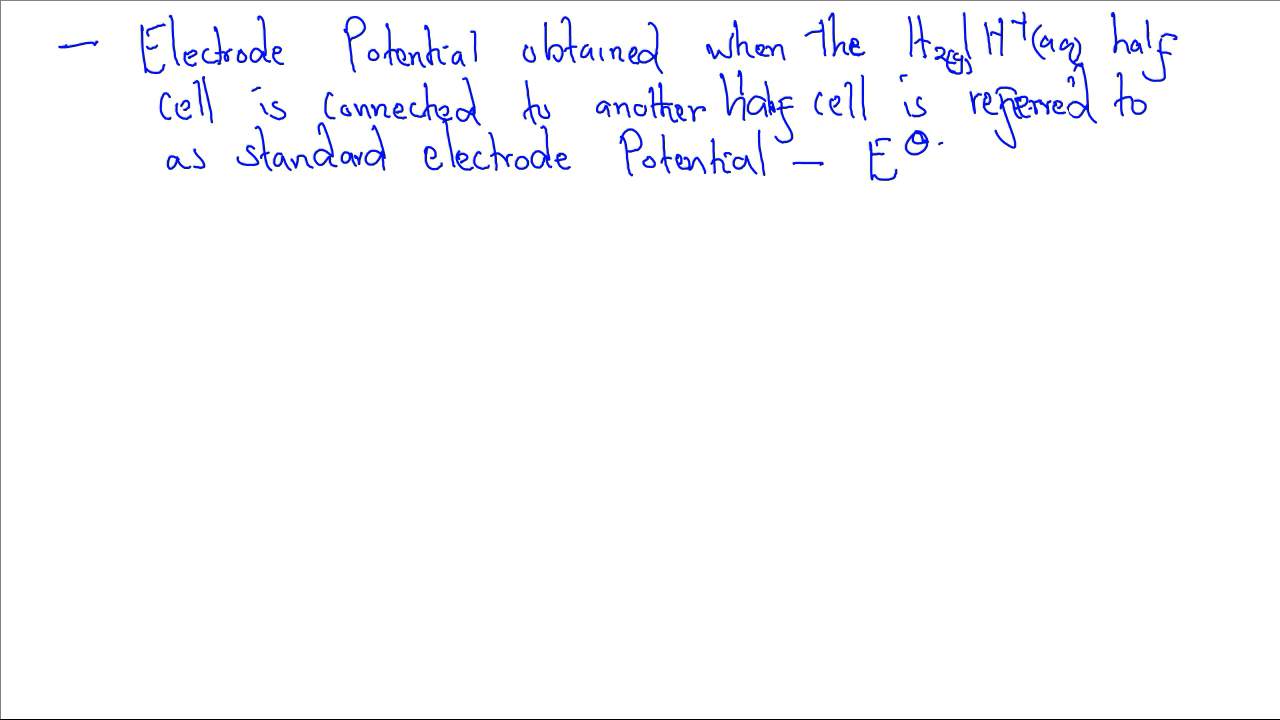 — Electrode Potential obtained when the H2(g)|H+(aq) half
cell is connected to another half cell is referred to
as standard electrode Potential — E^θ.